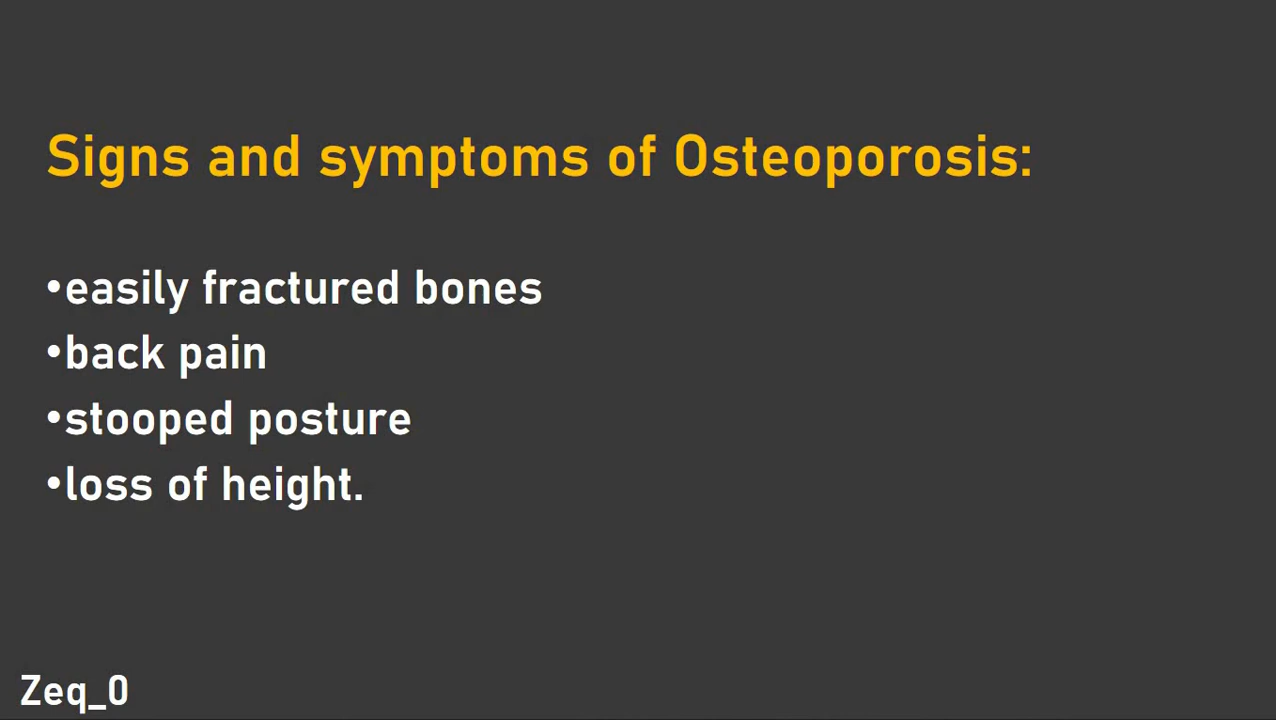 Signs and symptoms of Osteoporosis:
•easily fractured bones
•back pain
•stooped posture
•loss of height.
Zeq_0